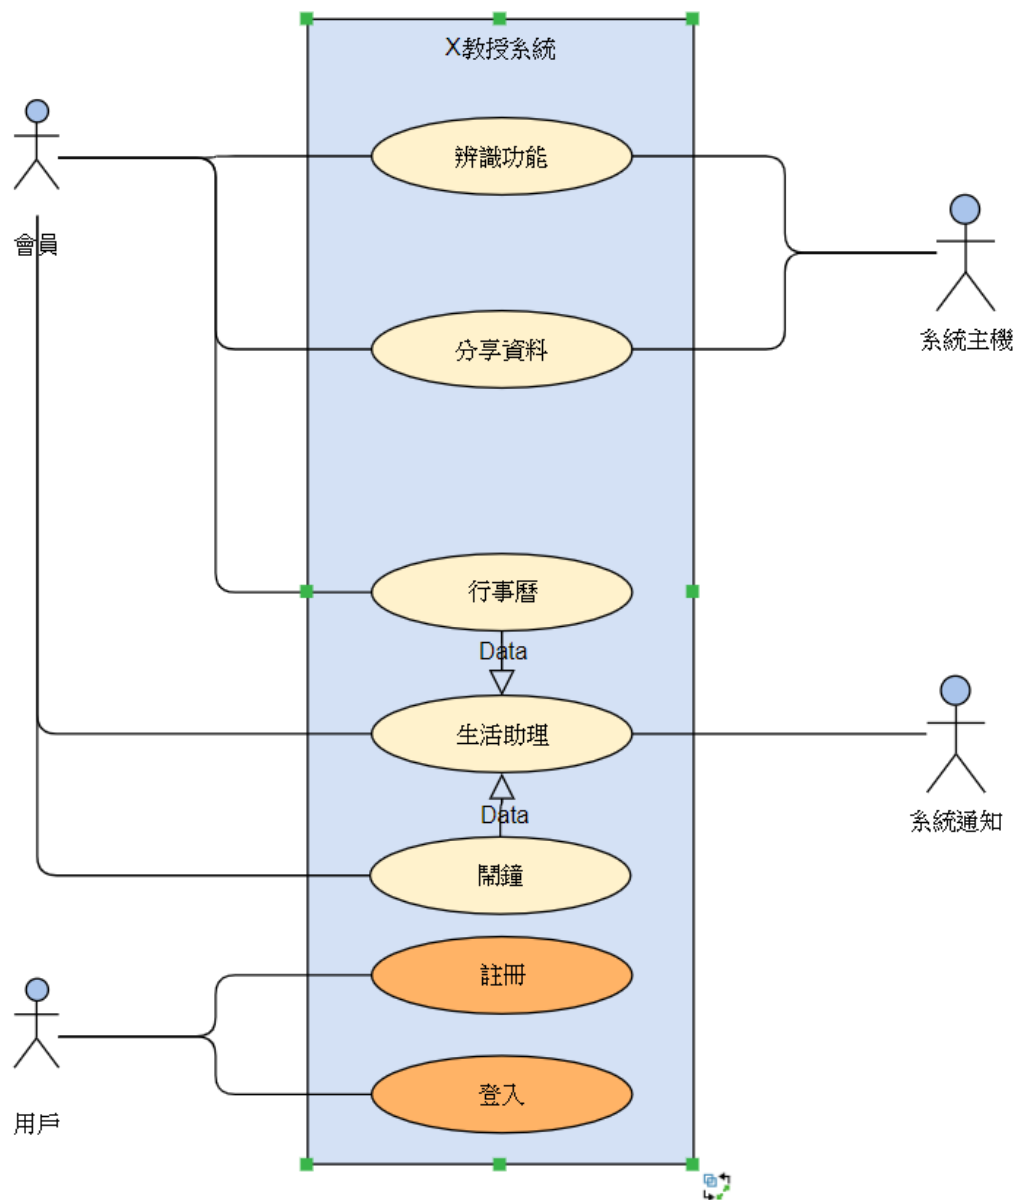 X教授系統
辨識功能
會員
系統主機
分享資料
行事曆
Data
生活助理
Data
系統通知
鬧鐘
註冊
登入
用戶